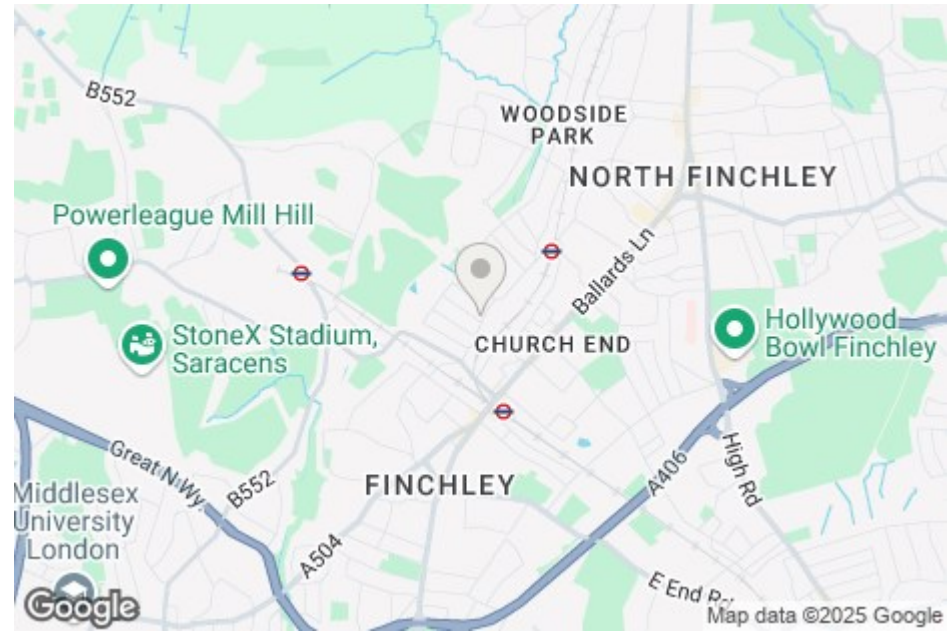 B552
WOODSIDE
PARK
NORTH FINCHLEY
Powerleague Mill Hill
Ballards Ln
StoneX Stadium,
Saracens
CHURCH END
Hollywood
Bowl Finchley
Great N Wy.
B552
FINCHLEY
A406
High Rd
Middlesex
University
London
A504
E End Rd
Google
Map data ©2025 Google